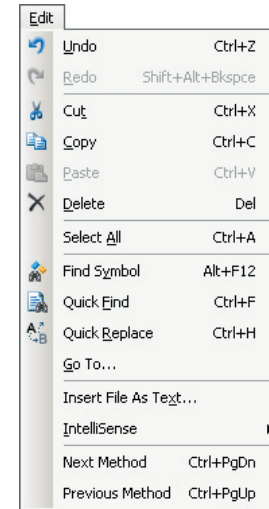 Edit
Undo Ctrl+Z
Redo Shift+Alt+Bkspce
Cut Ctrl+X
Copy Ctrl+C
Paste Ctrl+V
Delete Del
Select All Ctrl+A
Find Symbol Alt+F12
Quick Find Ctrl+F
Quick Replace Ctrl+H
Go To...
Insert File As Text...
IntelliSense
Next Method Ctrl+PgDn
Previous Method Ctrl+PgUp